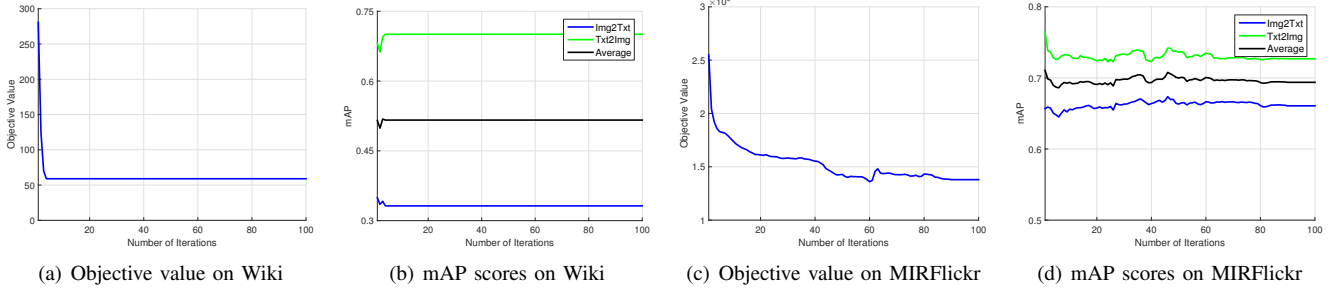 300
250
200
150
100
50
0
Objective Value
20 40 60 80 100
Number of Iterations
(a) Objective value on Wiki
0.75
0.6
0.45
0.3
mAP
Img2Txt
Txt2Img
Average
20 40 60 80 100
Number of Iterations
(b) mAP scores on Wiki
3
2.5
2
1.5
1
Objective Value
20 40 60 80 100
Number of Iterations
(c) Objective value on MIRFlickr
0.8
0.7
0.6
0.5
mAP
Img2Txt
Txt2Img
Average
20 40 60 80 100
Number of Iterations
(d) mAP scores on MIRFlickr